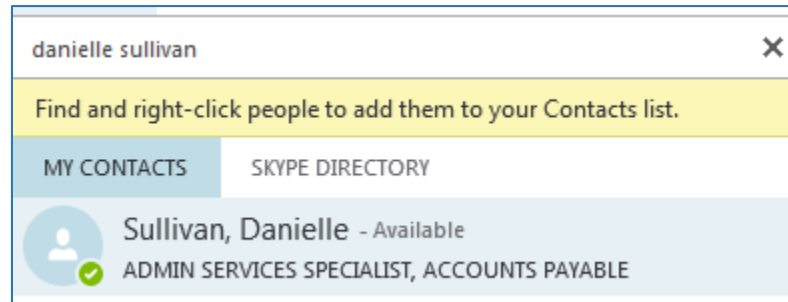 danielle sullivan
Find and right-click people to add them to your Contacts list.
MY CONTACTS SKYPE DIRECTORY
Sullivan, Danielle - Available
ADMIN SERVICES SPECIALIST, ACCOUNTS PAYABLE